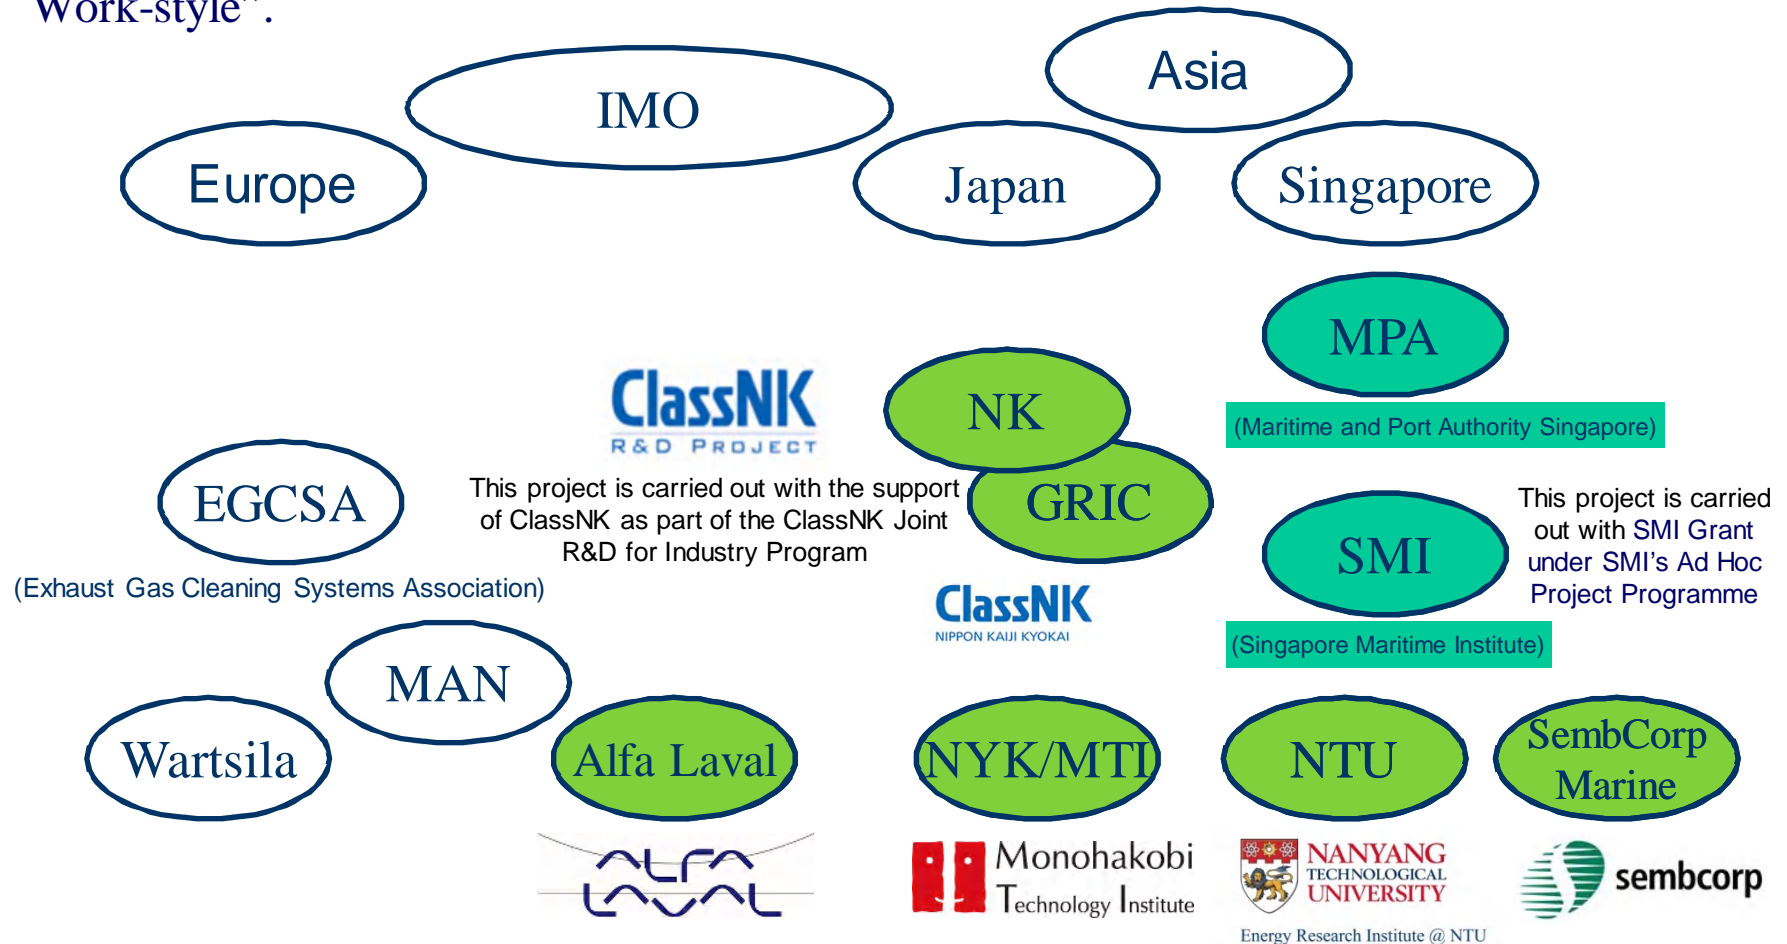 Work-style".
Asia
IMO
Europe
Japan
Singapore
MPA
(Maritime and Port Authority Singapore)
ClassNK
R&D PROJECT
NK
This project is carried out with the support
of ClassNK as part of the ClassNK Joint
R&D for Industry Program
GRIC
EGCSA
(Exhaust Gas Cleaning Systems Association)
SMI
This project is carried
out with SMI Grant
under SMI's Ad Hoc
Project Programme
(Singapore Maritime Institute)
ClassNK
NIPPON KAIJI KYOKAI
MAN
Wartsila
Alfa Laval
NYK/MTI
NTU
SembCorp
Marine
ALFA
LAVAL
Monohakobi
Technology Institute
NANYANG
TECHNOLOGICAL
UNIVERSITY
Energy Research Institute @ NTU
sembcorp